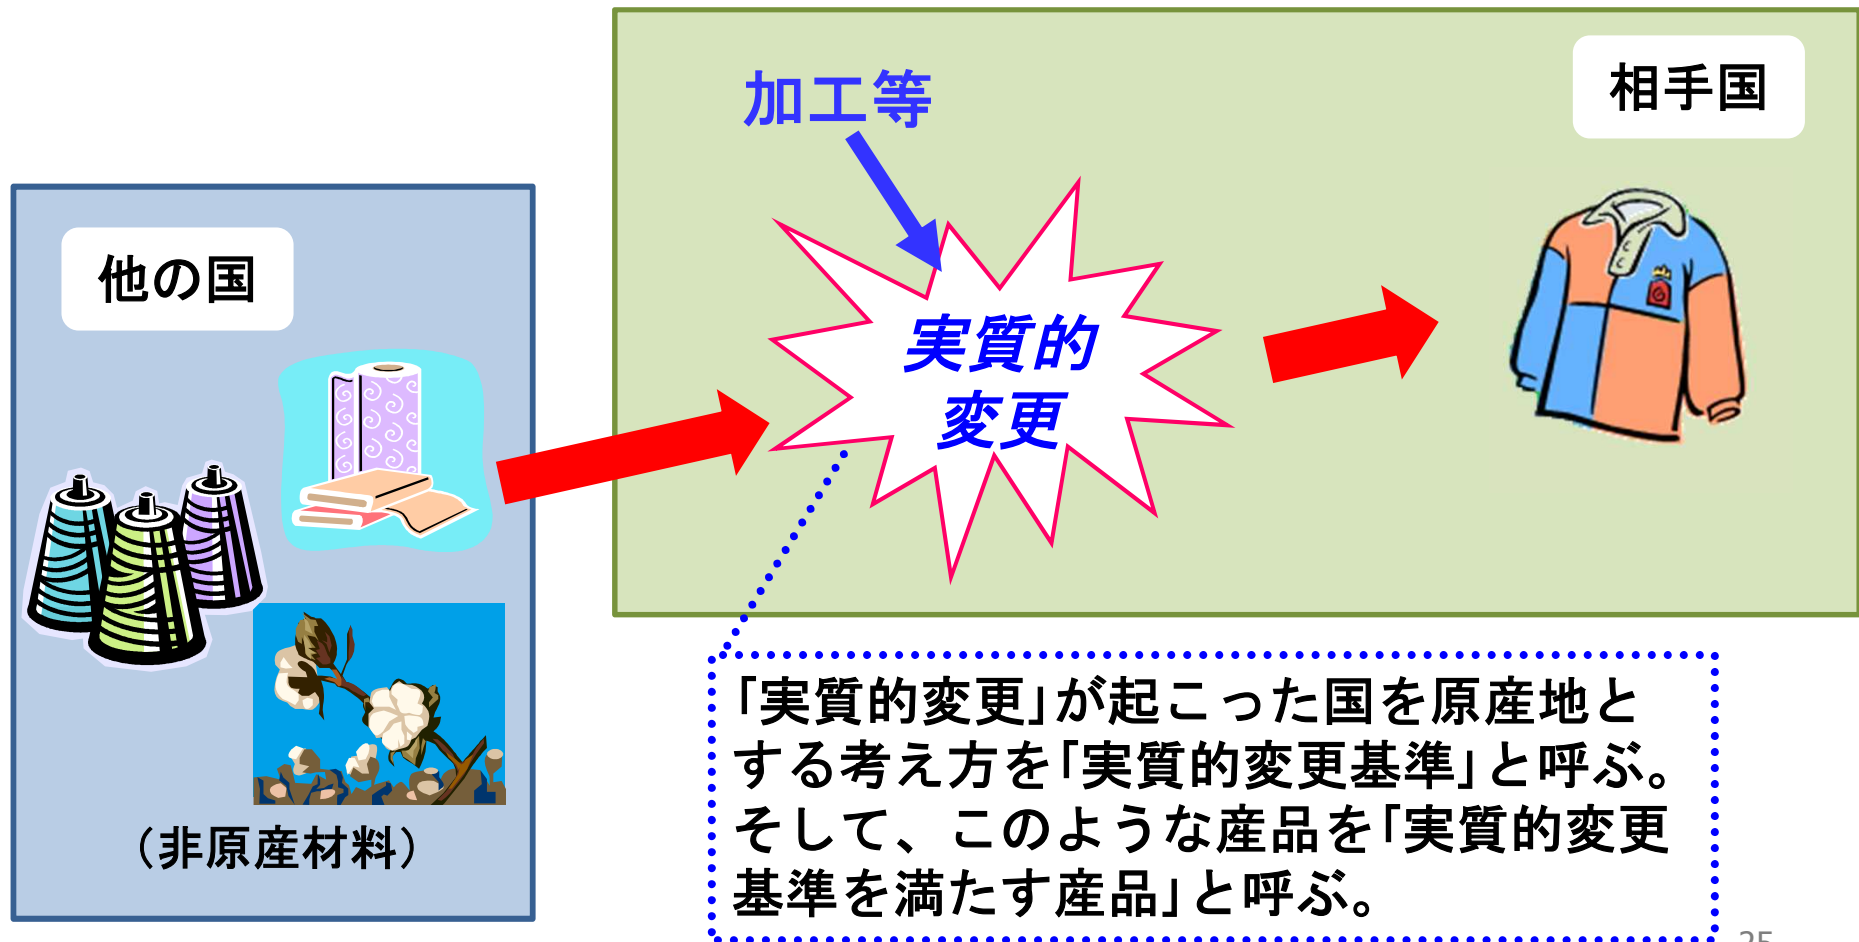 加工等
相手国
他の国
実質的
変更
（非原産材料）
「実質的変更」が起こった国を原産地と
する考え方を「実質的変更基準」と呼ぶ。
そして、このような産品を「実質的変更
基準を満たす産品」と呼ぶ。